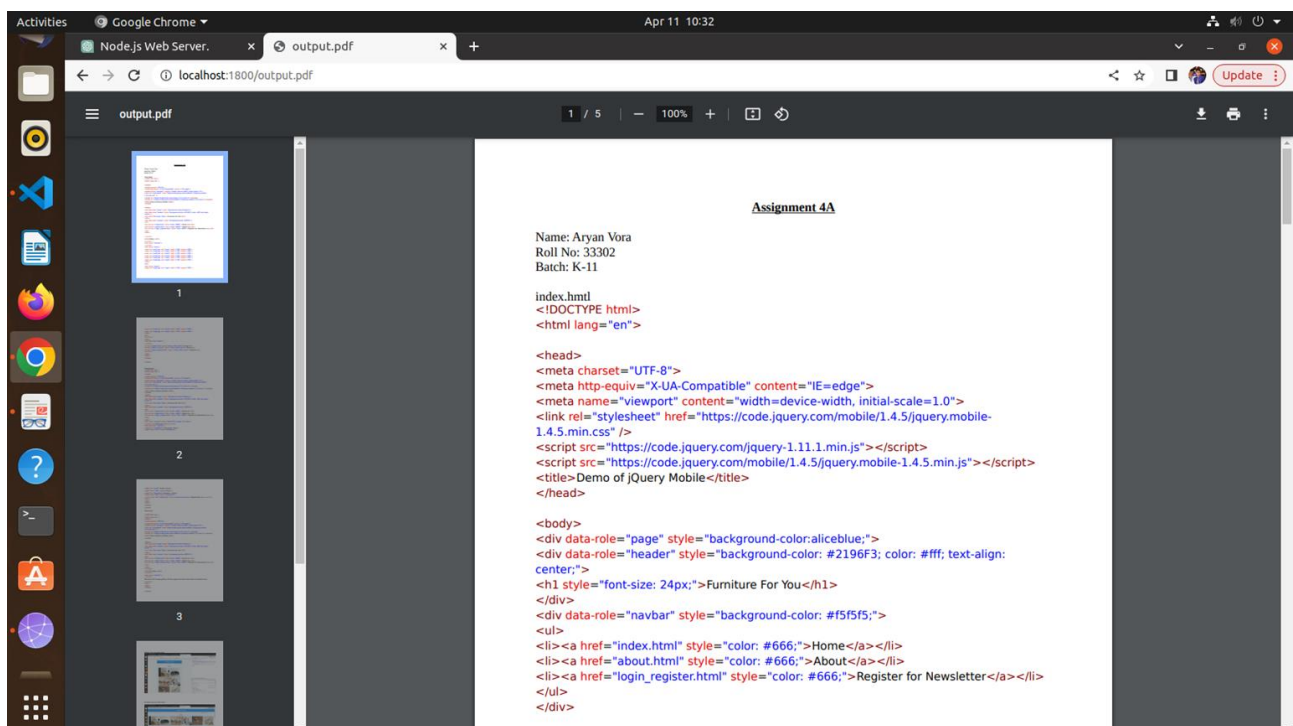 Activities
Google Chrome
Apr 11 10:32
Node.js Web Server.
output.pdf
localhost:1800/output.pdf
Update
output.pdf
1 / 5
100%
1
2
3
Assignment 4A
Name: Aryan Vora
Roll No: 33302
Batch: K-11
index.hmtl
<!DOCTYPE html>
<html lang="en">
<head>
<meta charset="UTF-8">
<meta http-equiv="X-UA-Compatible" content="IE=edge">
<meta name="viewport" content="width=device-width, initial-scale=1.0">
<link rel="stylesheet" href="https://code.jquery.com/mobile/1.4.5/jquery.mobile-
1.4.5.min.css" />
<script src="https://code.jquery.com/jquery-1.11.1.min.js"></script>
<script src="https://code.jquery.com/mobile/1.4.5/jquery.mobile-1.4.5.min.js"></script>
<title>Demo of jQuery Mobile</title>
</head>
<body>
<div data-role="page" style="background-color:aliceblue;">
<div data-role="header" style="background-color: #2196F3; color: #fff; text-align:
center;">
<h1 style="font-size: 24px;">Furniture For You</h1>
</div>
<div data-role="navbar" style="background-color: #f5f5f5;">
<ul>
<li><a href="index.html" style="color: #666;">Home</a></li>
<li><a href="about.html" style="color: #666;">About</a></li>
<li><a href="login_register.html" style="color: #666;">Register for Newsletter</a></li>
</ul>
</div>